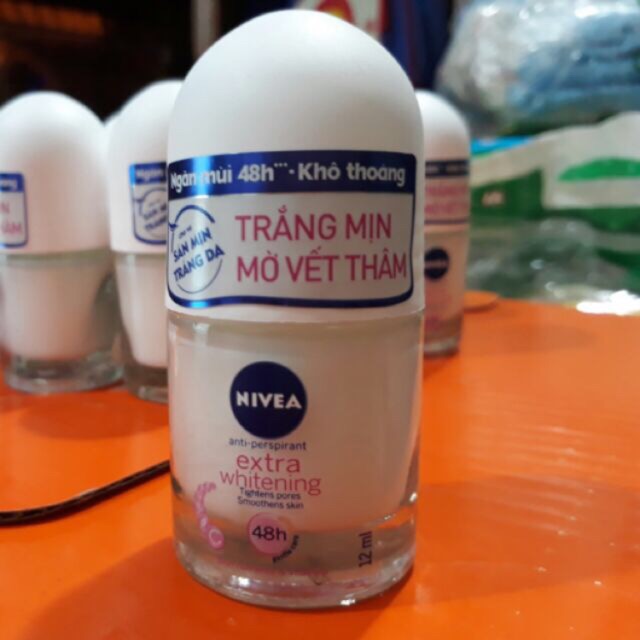 Ngăn mùi 48h***·Khô thoáng
SĂN MỊN
TRẮNG DA
TRẮNG MỊN
MỜ VẾT THÂM
NIVEA
anti-perspirant
extra
whitening
Tightens pores
Smoothens skin
48h
12 ml